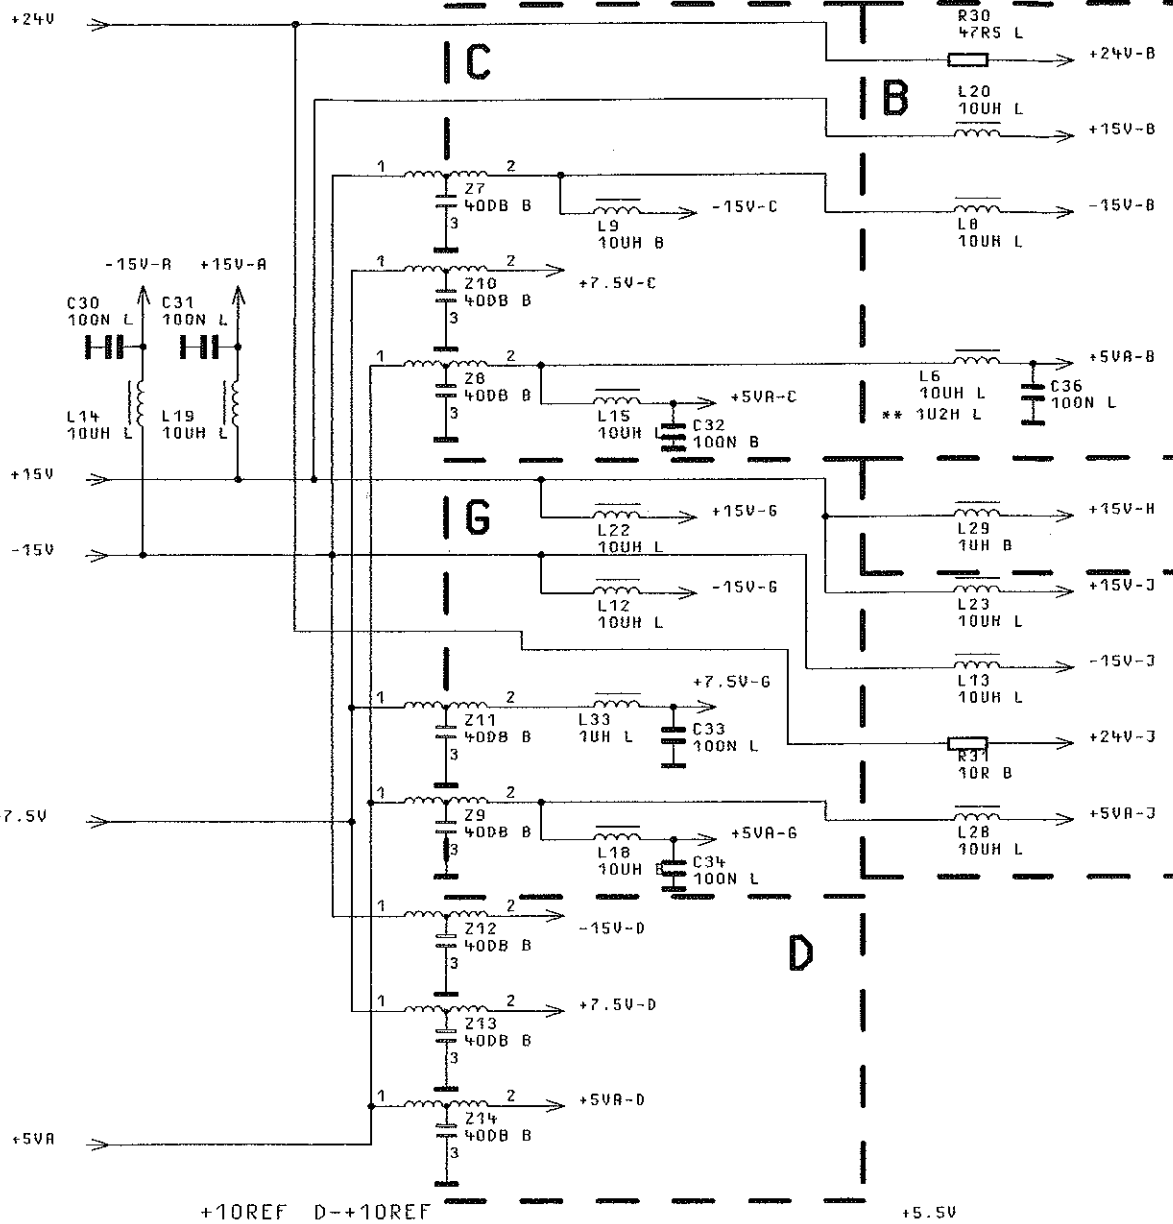 +24V
C
R30
47R5 L
+24V-B
B
L20
10UH L
+15V-B
1
2
Z7
40DB B
3
L9
10UH B
-15V-C
L8
10UH L
-15V-B
-15V-A
+15V-A
C30
100N L
C31
100N L
1
2
Z10
40DB B
3
+7.5V-C
1
2
Z8
40DB B
3
L15
10UH L
+5VA-C
C32
100N B
L6
10UH L
** 1U2H L
+5VA-B
C36
100N L
L14
10UH L
L19
10UH L
+15V
G
L22
10UH L
+15V-G
L29
1UH B
+15V-H
-15V
L12
10UH L
-15V-G
L23
10UH L
+15V-J
L13
10UH L
-15V-J
1
2
Z11
40DB B
3
L33
1UH L
+7.5V-G
C33
100N L
R31
10R B
+24V-J
7.5V
1
2
Z9
40DB B
3
L18
10UH B
+5VA-G
C34
100N L
L28
10UH L
+5VA-J
1
2
Z12
40DB B
3
-15V-D
D
1
2
Z13
40DB B
3
+7.5V-D
1
2
Z14
40DB B
3
+5VA-D
+5VA
+10REF D-+10REF
+5.5V